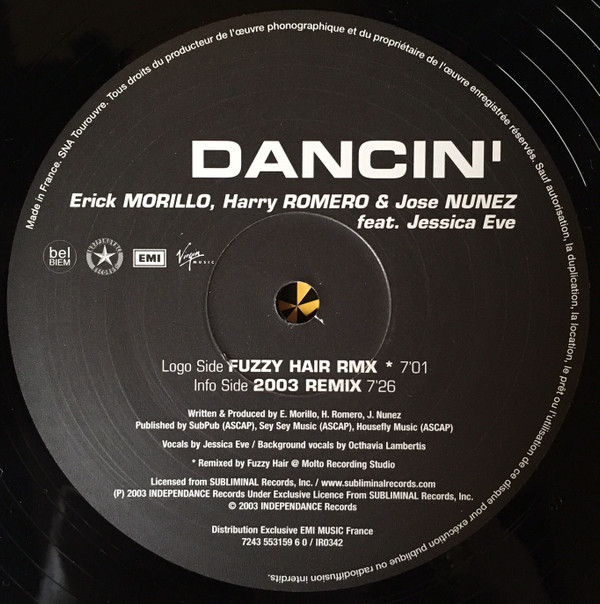 Made in France. SNA Tourouvre. Tous droits du producteur de l'œuvre phonographique et du propriétaire de l'œuvre enregistrée réservés. Sauf autorisation, la duplication, la location, le prêt ou l'utilisation de ce disque pour exécution publique ou radiodiffusion interdits.
DANCIN'
Erick MORILLO, Harry ROMERO & Jose NUNEZ
feat. Jessica Eve
bel
BIEM
EMI
Virgin
MUSIC
Logo Side FUZZY HAIR RMX * 7'01
Info Side 2003 REMIX 7'26
Written & Produced by E. Morillo, H. Romero, J. Nunez
Published by SubPub (ASCAP), Sey Sey Music (ASCAP), Housefly Music (ASCAP)
Vocals by Jessica Eve / Background vocals by Octhavia Lambertis
* Remixed by Fuzzy Hair @ Molto Recording Studio
Licensed from SUBLIMINAL Records, Inc. / www.subliminalrecords.com
(P) 2003 INDEPENDANCE Records Under Exclusive Licence From SUBLIMINAL Records, Inc.
© 2003 INDEPENDANCE Records
Distribution Exclusive EMI MUSIC France
7243 553159 6 0 / IR0342